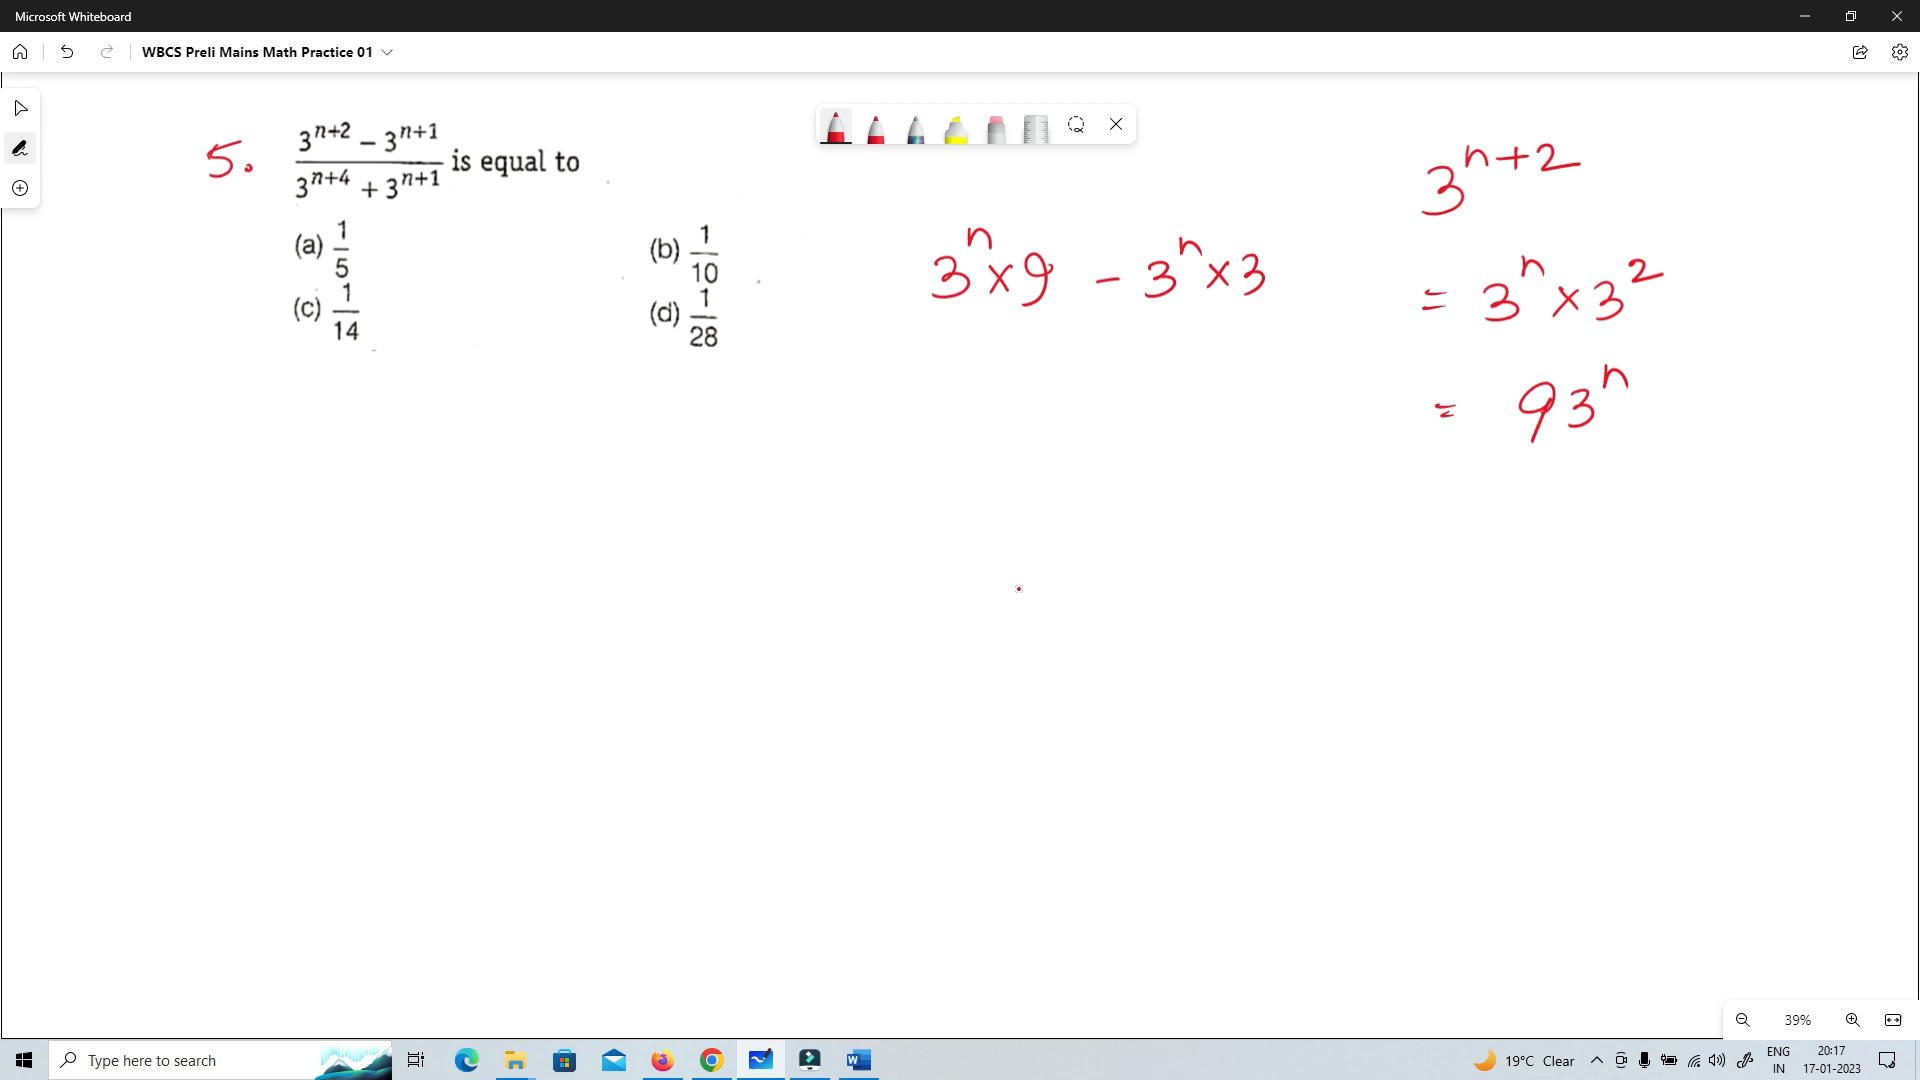 Microsoft Whiteboard
WBCS Preli Mains Math Practice 01
5.
3^{n+2} − 3^{n+1}
3^{n+4} + 3^{n+1}
is equal to
(a) 1/5
(b) 1/10
(c) 1/14
(d) 1/28
3^n × 9 − 3^n × 3
3^{n+2}
= 3^n × 3^2
= 93^n
39%
Type here to search
19°C Clear
ENG
IN
20:17
17-01-2023